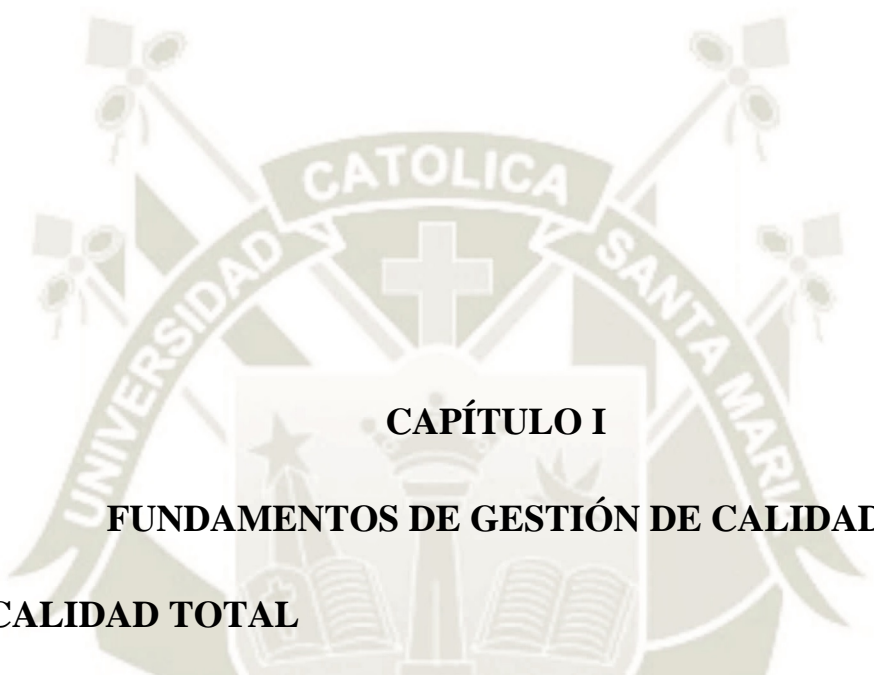 UNIVERSIDAD CATOLICA SANTA MARIA
CAPÍTULO I
FUNDAMENTOS DE GESTIÓN DE CALIDAD
CALIDAD TOTAL